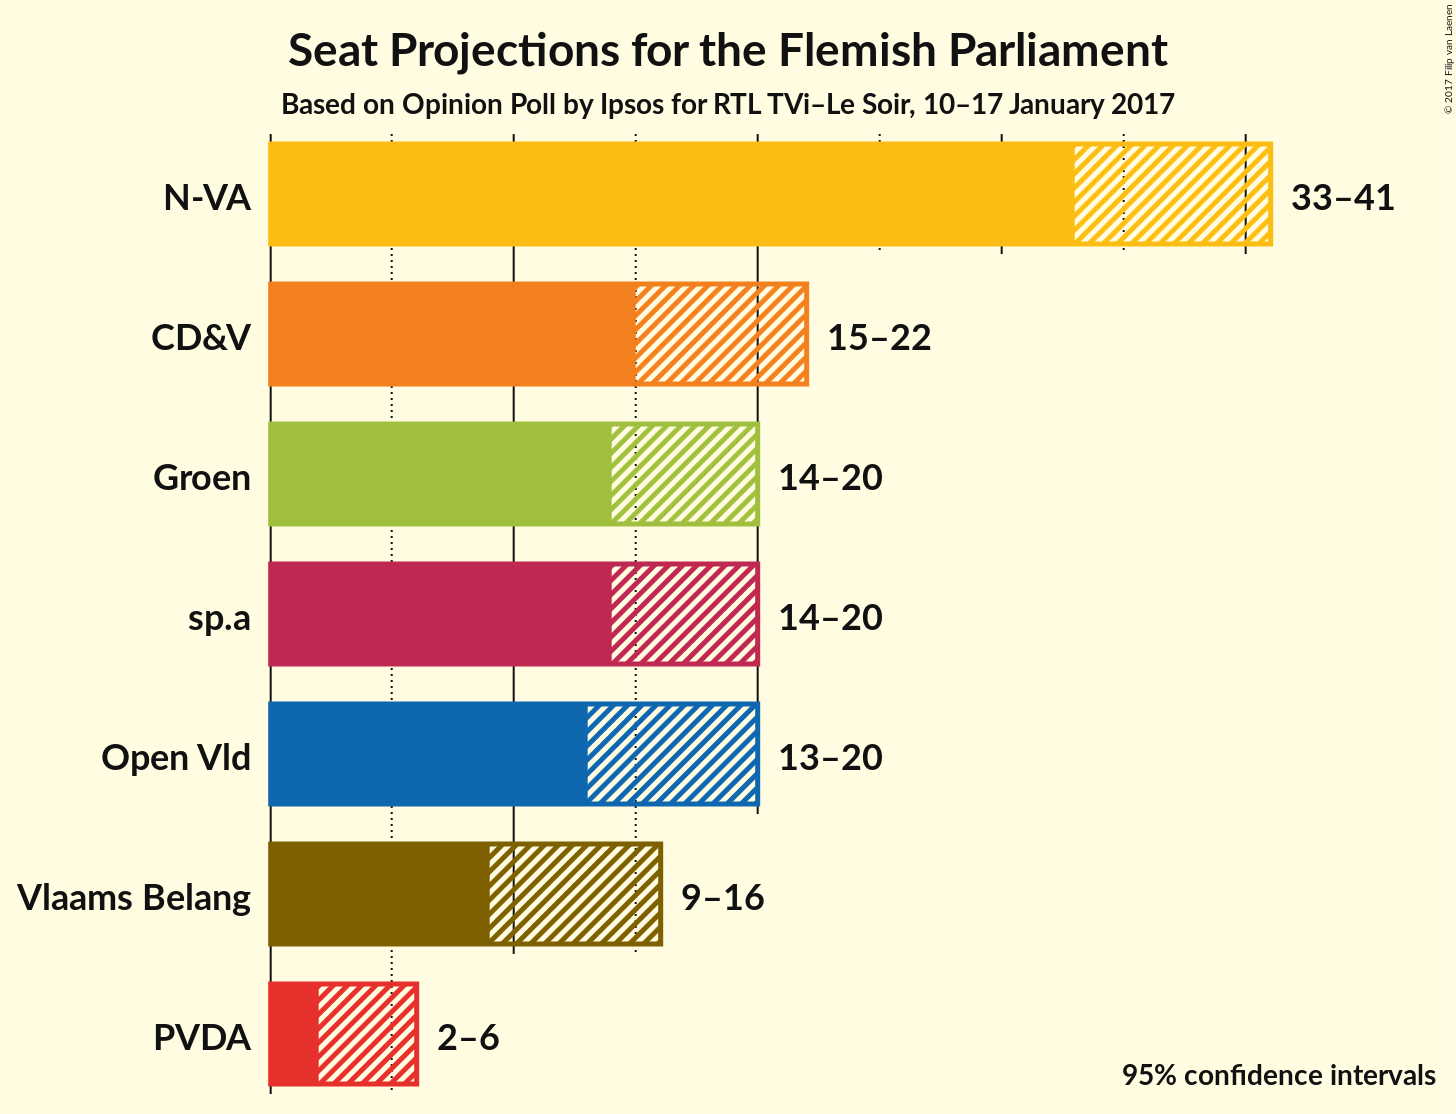 Seat Projections for the Flemish Parliament
Based on Opinion Poll by Ipsos for RTL TVi–Le Soir, 10–17 January 2017
© 2017 Filip van Laenen
N-VA
33–41
CD&V
15–22
Groen
14–20
sp.a
14–20
Open Vld
13–20
Vlaams Belang
9–16
PVDA
2–6
95% confidence intervals